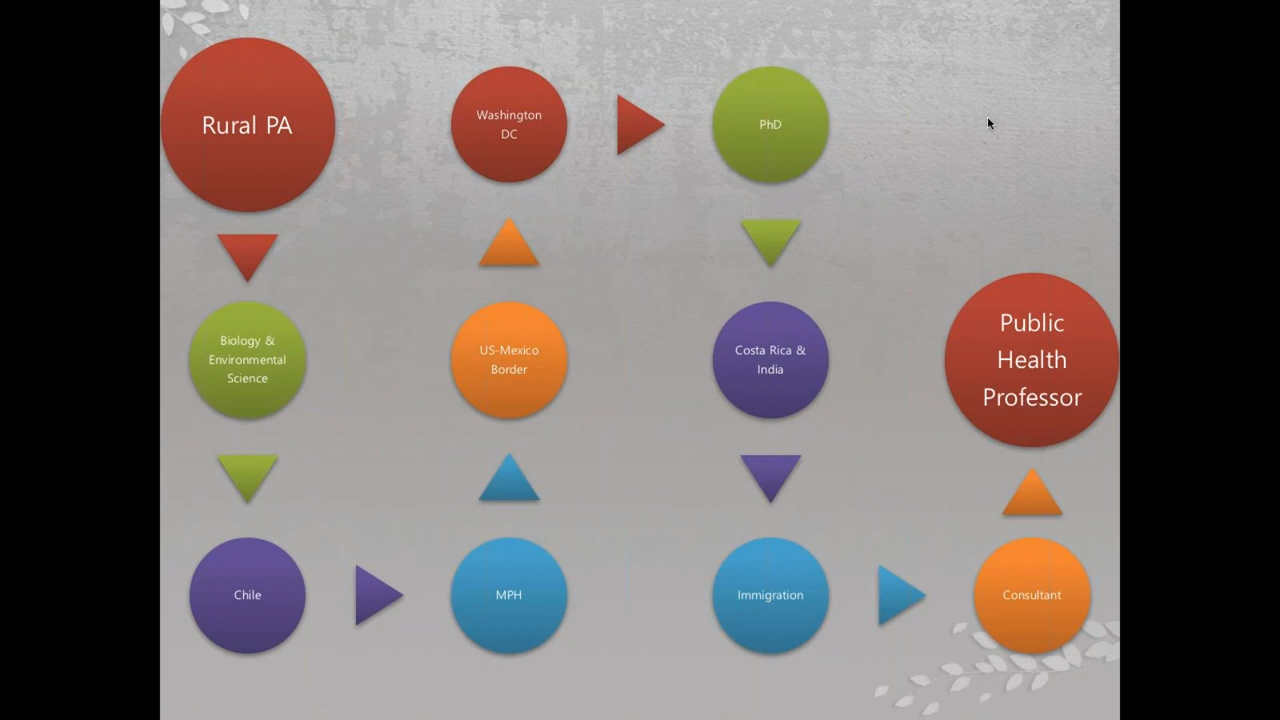 Rural PA
Biology &
Environmental
Science
Chile
MPH
US-Mexico
Border
Washington
DC
PhD
Costa Rica &
India
Immigration
Consultant
Public
Health
Professor